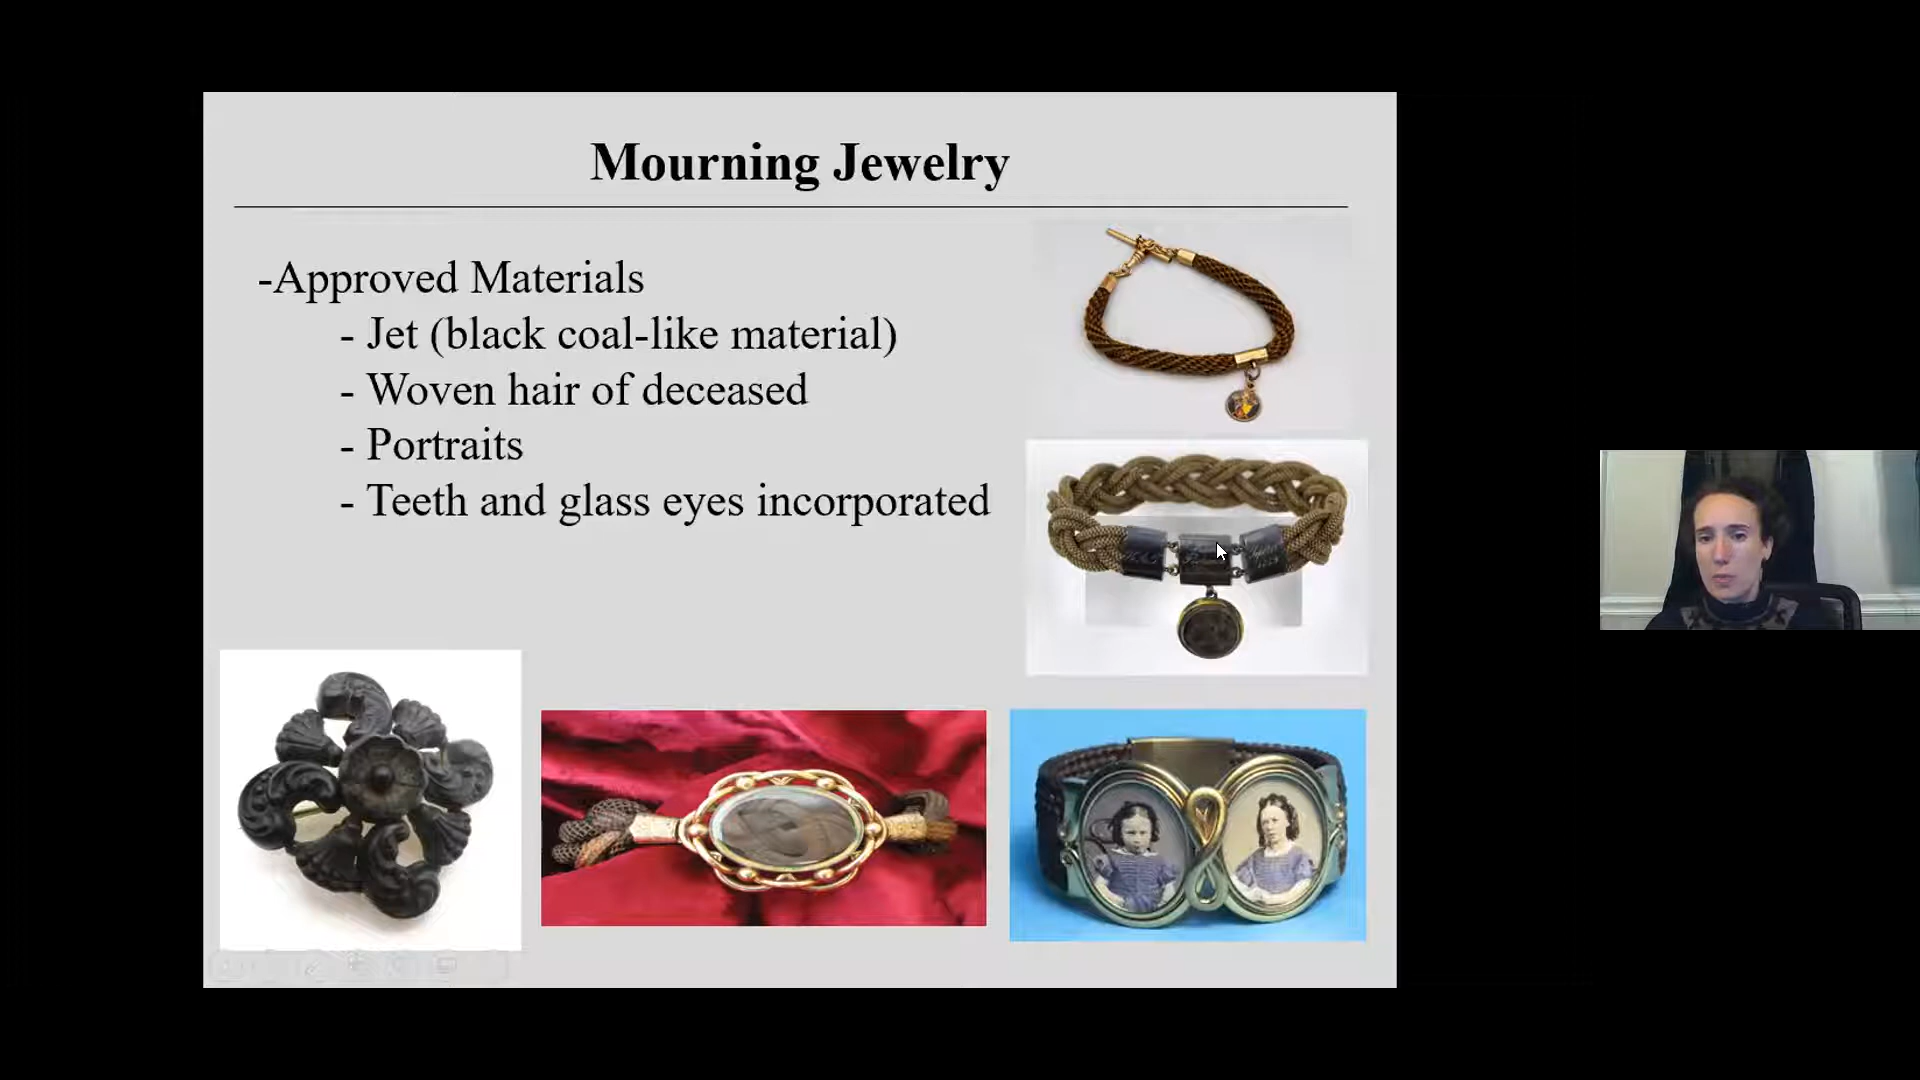 Mourning Jewelry
-Approved Materials
- Jet (black coal-like material)
- Woven hair of deceased
- Portraits
- Teeth and glass eyes incorporated